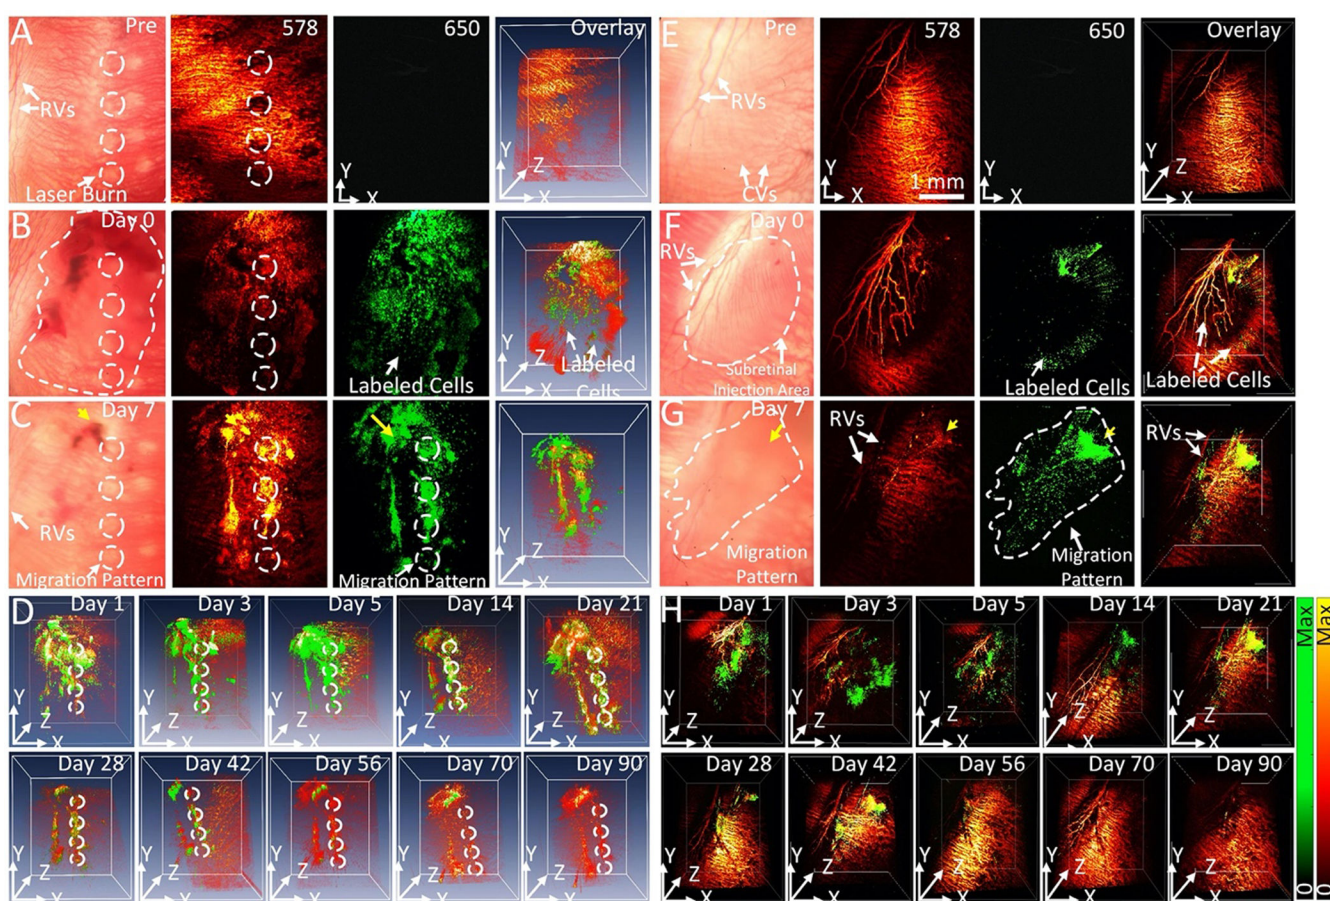 A Pre 578 650 Overlay E Pre 578 650 Overlay
RVs RVs
Laser Burn Y X Y Z X Y X CVs Y X 1 mm Y X Y Z X
B Day 0 F Day 0
RVs
Labeled Cells Y Z X Labeled Cells Subretinal Injection Area Labeled Cells Y Z X Labeled Cells
C Day 7 G Day 7
RVs RVs RVs
Migration Pattern Migration Pattern Y Z X Migration Pattern Migration Pattern Y Z X
D Day 1 Day 3 Day 5 Day 14 Day 21 H Day 1 Day 3 Day 5 Day 14 Day 21 Max Max
Y Z X Y Z X Y Z X Y Z X Y Z X Y Z X Y Z X Y Z X Y Z X Y Z X
Day 28 Day 42 Day 56 Day 70 Day 90 Day 28 Day 42 Day 56 Day 70 Day 90
Y Z X Y Z X Y Z X Y Z X Y Z X Y Z X Y Z X Y Z X Y Z X Y Z X 0 0